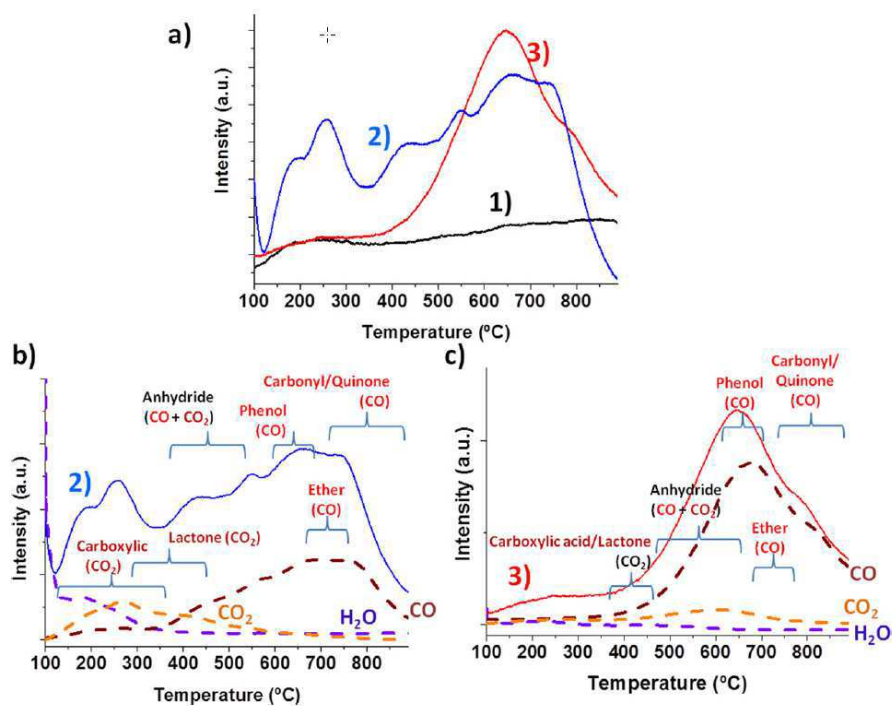 a)
3)
2)
1)
Intensity (a.u.)
100 200 300 400 500 600 700 800
Temperature (ºC)
b)
Carbonyl/Quinone
(CO)
Anhydride
(CO + CO₂)
Phenol
(CO)
2)
Ether
(CO)
Lactone (CO₂)
Carboxylic
(CO₂)
CO₂
H₂O
CO
Intensity (a.u.)
100 200 300 400 500 600 700 800
Temperature (ºC)
c)
Carbonyl/
Quinone
(CO)
Phenol
(CO)
Anhydride
(CO + CO₂)
Carboxylic acid/Lactone
(CO₂)
Ether
(CO)
3)
CO
CO₂
H₂O
Intensity (a.u.)
100 200 300 400 500 600 700 800
Temperature (ºC)